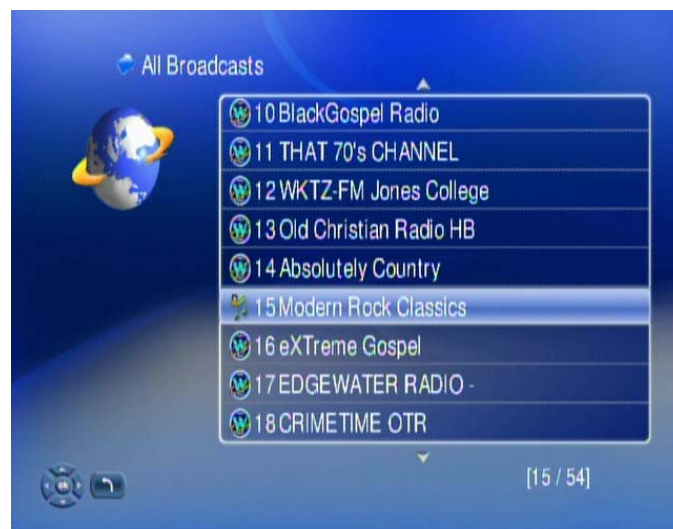 All Broadcasts
10 BlackGospel Radio
11 THAT 70's CHANNEL
12 WKTZ-FM Jones College
13 Old Christian Radio HB
14 Absolutely Country
15 Modern Rock Classics
16 eXTreme Gospel
17 EDGEWATER RADIO -
18 CRIMETIME OTR
ok
[15 / 54]